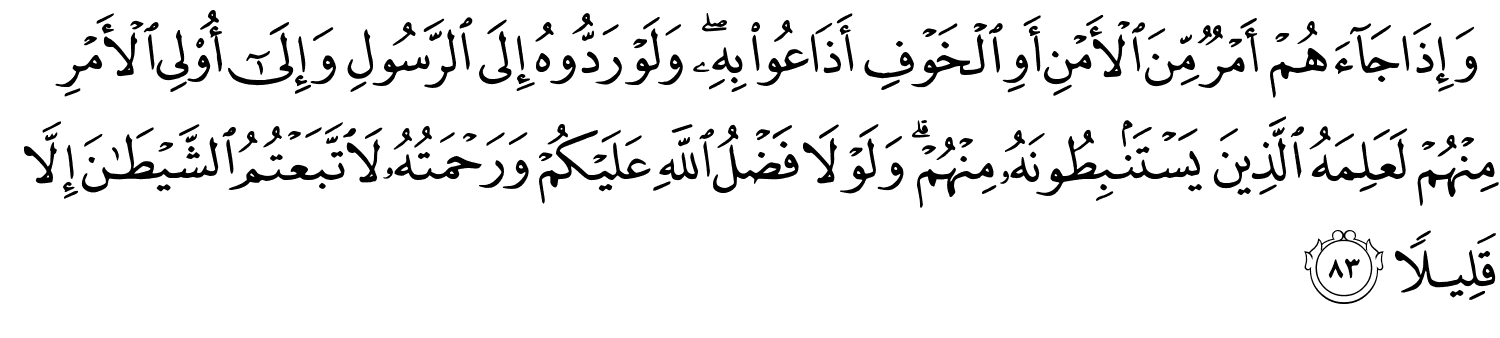 وَإِذَا جَآءَهُمۡ أَمۡرٞ مِّنَ ٱلۡأَمۡنِ أَوِ ٱلۡخَوۡفِ أَذَاعُواْ بِهِۦۖ وَلَوۡ رَدُّوهُ إِلَى ٱلرَّسُولِ وَإِلَىٰٓ أُوْلِي ٱلۡأَمۡرِ
مِنۡهُمۡ لَعَلِمَهُ ٱلَّذِينَ يَسۡتَنۢبِطُونَهُۥ مِنۡهُمۡۗ وَلَوۡلَا فَضۡلُ ٱللَّهِ عَلَيۡكُمۡ وَرَحۡمَتُهُۥ لَٱتَّبَعۡتُمُ ٱلشَّيۡطَٰنَ إِلَّا
قَلِيلٗا ٨٣